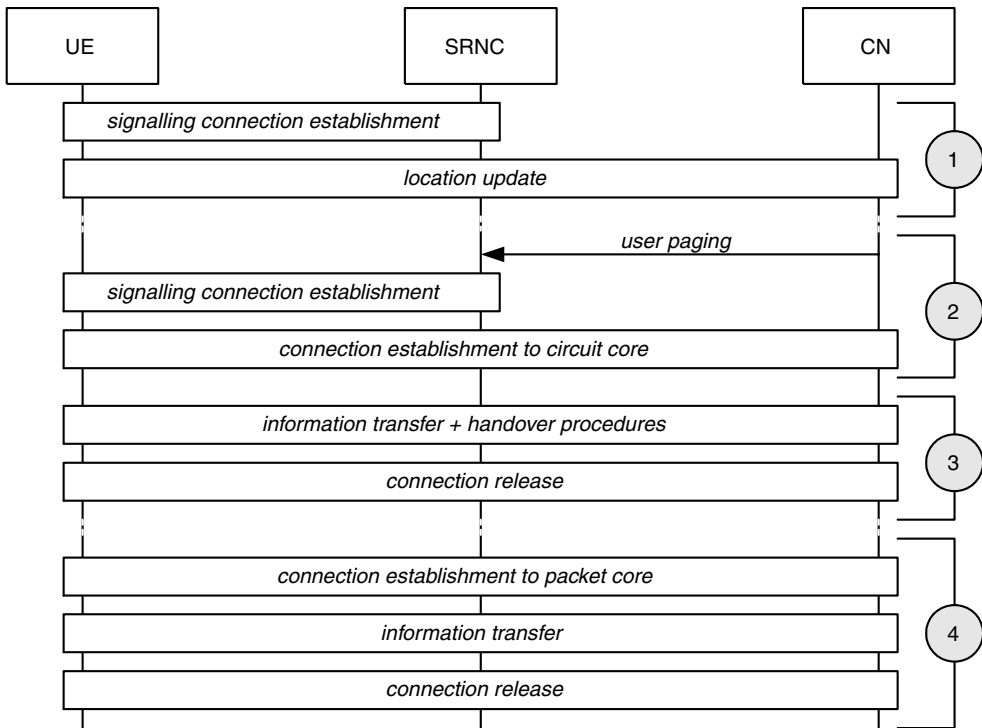 UE
SRNC
CN
signalling connection establishment
1
location update
user paging
signalling connection establishment
2
connection establishment to circuit core
information transfer + handover procedures
3
connection release
connection establishment to packet core
information transfer
4
connection release